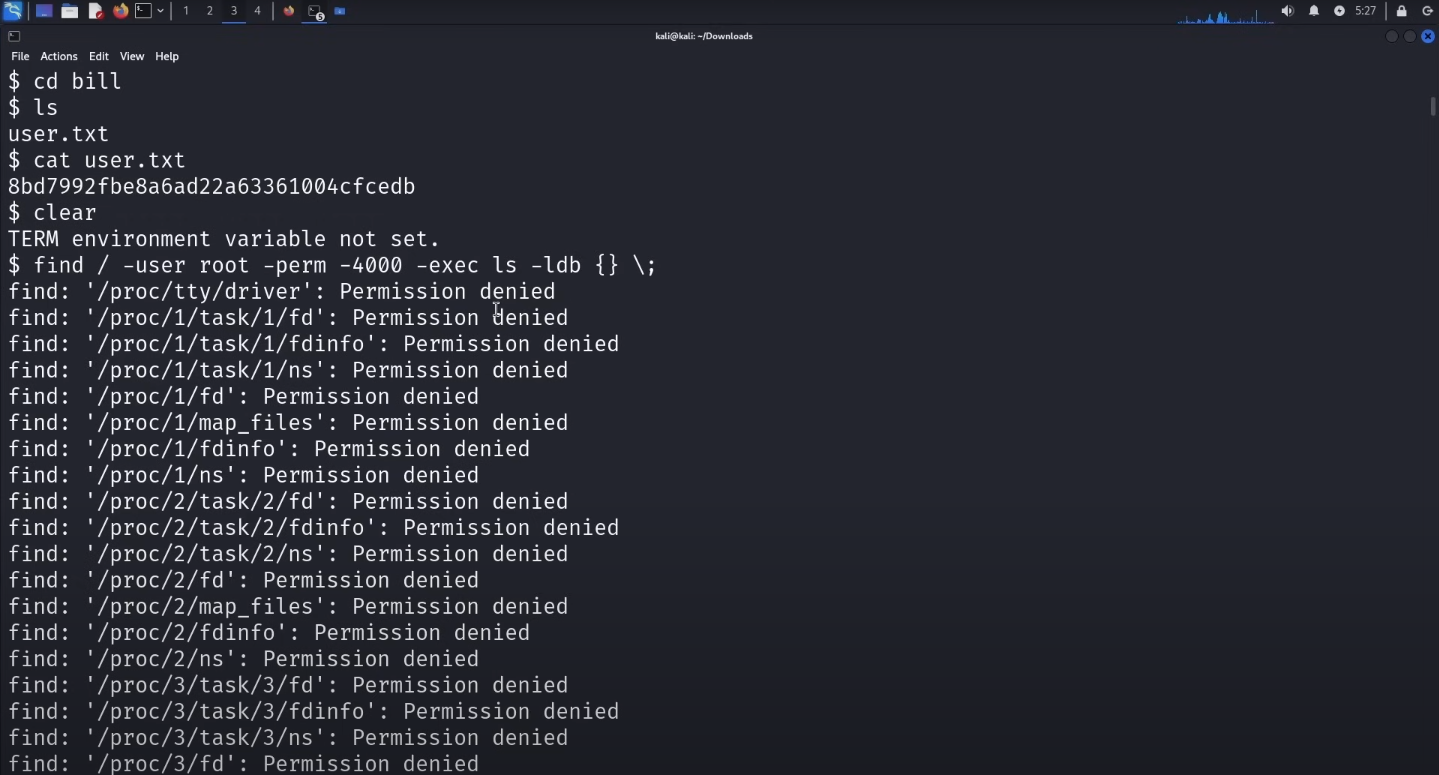 1 2 3 4 5 5:27
kali@kali: ~/Downloads
File Actions Edit View Help
$ cd bill
$ ls
user.txt
$ cat user.txt
8bd7992fbe8a6ad22a63361004cfcedb
$ clear
TERM environment variable not set.
$ find / -user root -perm -4000 -exec ls -ldb {} \;
find: '/proc/tty/driver': Permission denied
find: '/proc/1/task/1/fd': Permission denied
find: '/proc/1/task/1/fdinfo': Permission denied
find: '/proc/1/task/1/ns': Permission denied
find: '/proc/1/fd': Permission denied
find: '/proc/1/map_files': Permission denied
find: '/proc/1/fdinfo': Permission denied
find: '/proc/1/ns': Permission denied
find: '/proc/2/task/2/fd': Permission denied
find: '/proc/2/task/2/fdinfo': Permission denied
find: '/proc/2/task/2/ns': Permission denied
find: '/proc/2/fd': Permission denied
find: '/proc/2/map_files': Permission denied
find: '/proc/2/fdinfo': Permission denied
find: '/proc/2/ns': Permission denied
find: '/proc/3/task/3/fd': Permission denied
find: '/proc/3/task/3/fdinfo': Permission denied
find: '/proc/3/task/3/ns': Permission denied
find: '/proc/3/fd': Permission denied